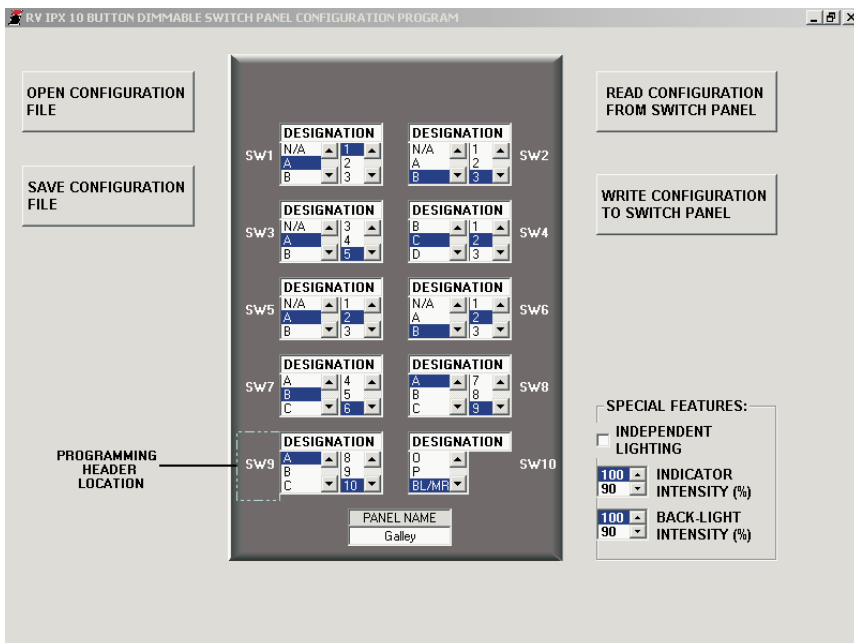 RV IPX 10 BUTTON DIMMABLE SWITCH PANEL CONFIGURATION PROGRAM
OPEN CONFIGURATION
FILE
READ CONFIGURATION
FROM SWITCH PANEL
SAVE CONFIGURATION
FILE
WRITE CONFIGURATION
TO SWITCH PANEL
DESIGNATION DESIGNATION
N/A 1 N/A 1
SW1 A 2 A 2 SW2
B 3 B 3
DESIGNATION DESIGNATION
N/A 3 B 1
SW3 A 4 C 2 SW4
B 5 D 3
DESIGNATION DESIGNATION
N/A 1 N/A 1
SW5 A 2 A 2 SW6
B 3 B 3
DESIGNATION DESIGNATION
A 4 A 7
SW7 B 5 B 8 SW8
C 6 C 9
DESIGNATION DESIGNATION
A 8 O
SW9 B 9 P SW10
C 10 BL/MR
PROGRAMMING
HEADER
LOCATION
PANEL NAME
Galley
SPECIAL FEATURES:
INDEPENDENT
LIGHTING
100 INDICATOR
90 INTENSITY (%)
100 BACK-LIGHT
90 INTENSITY (%)